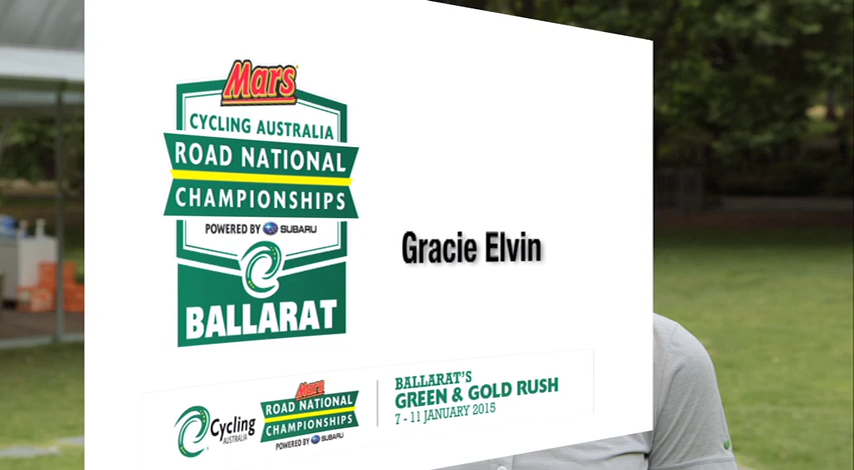 Mars
CYCLING AUSTRALIA
ROAD NATIONAL
CHAMPIONSHIPS
POWERED BY SUBARU
BALLARAT
Gracie Elvin
Cycling
AUSTRALIA
Mars
ROAD NATIONAL
CHAMPIONSHIPS
POWERED BY SUBARU
BALLARAT'S
GREEN & GOLD RUSH
7 - 11 JANUARY 2015